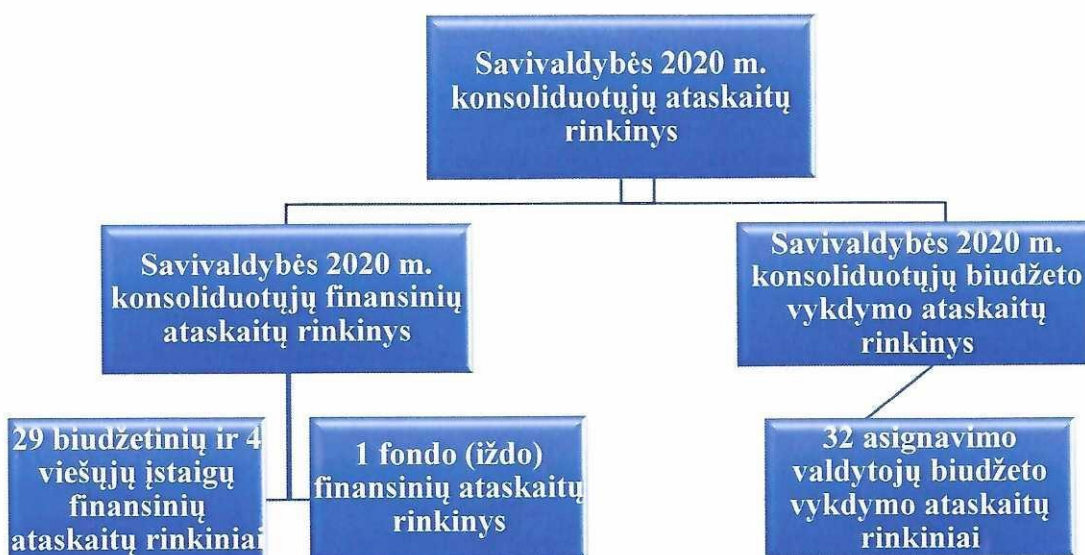 Savivaldybės 2020 m.
konsoliduotųjų ataskaitų
rinkinys
Savivaldybės 2020 m.
konsoliduotųjų finansinių
ataskaitų rinkinys
Savivaldybės 2020 m.
konsoliduotųjų biudžeto
vykdymo ataskaitų
rinkinys
29 biudžetinių ir 4
viešųjų įstaigų
finansinių
ataskaitų rinkiniai
1 fondo (iždo)
finansinių ataskaitų
rinkinys
32 asignavimo
valdytojų biudžeto
vykdymo ataskaitų
rinkiniai